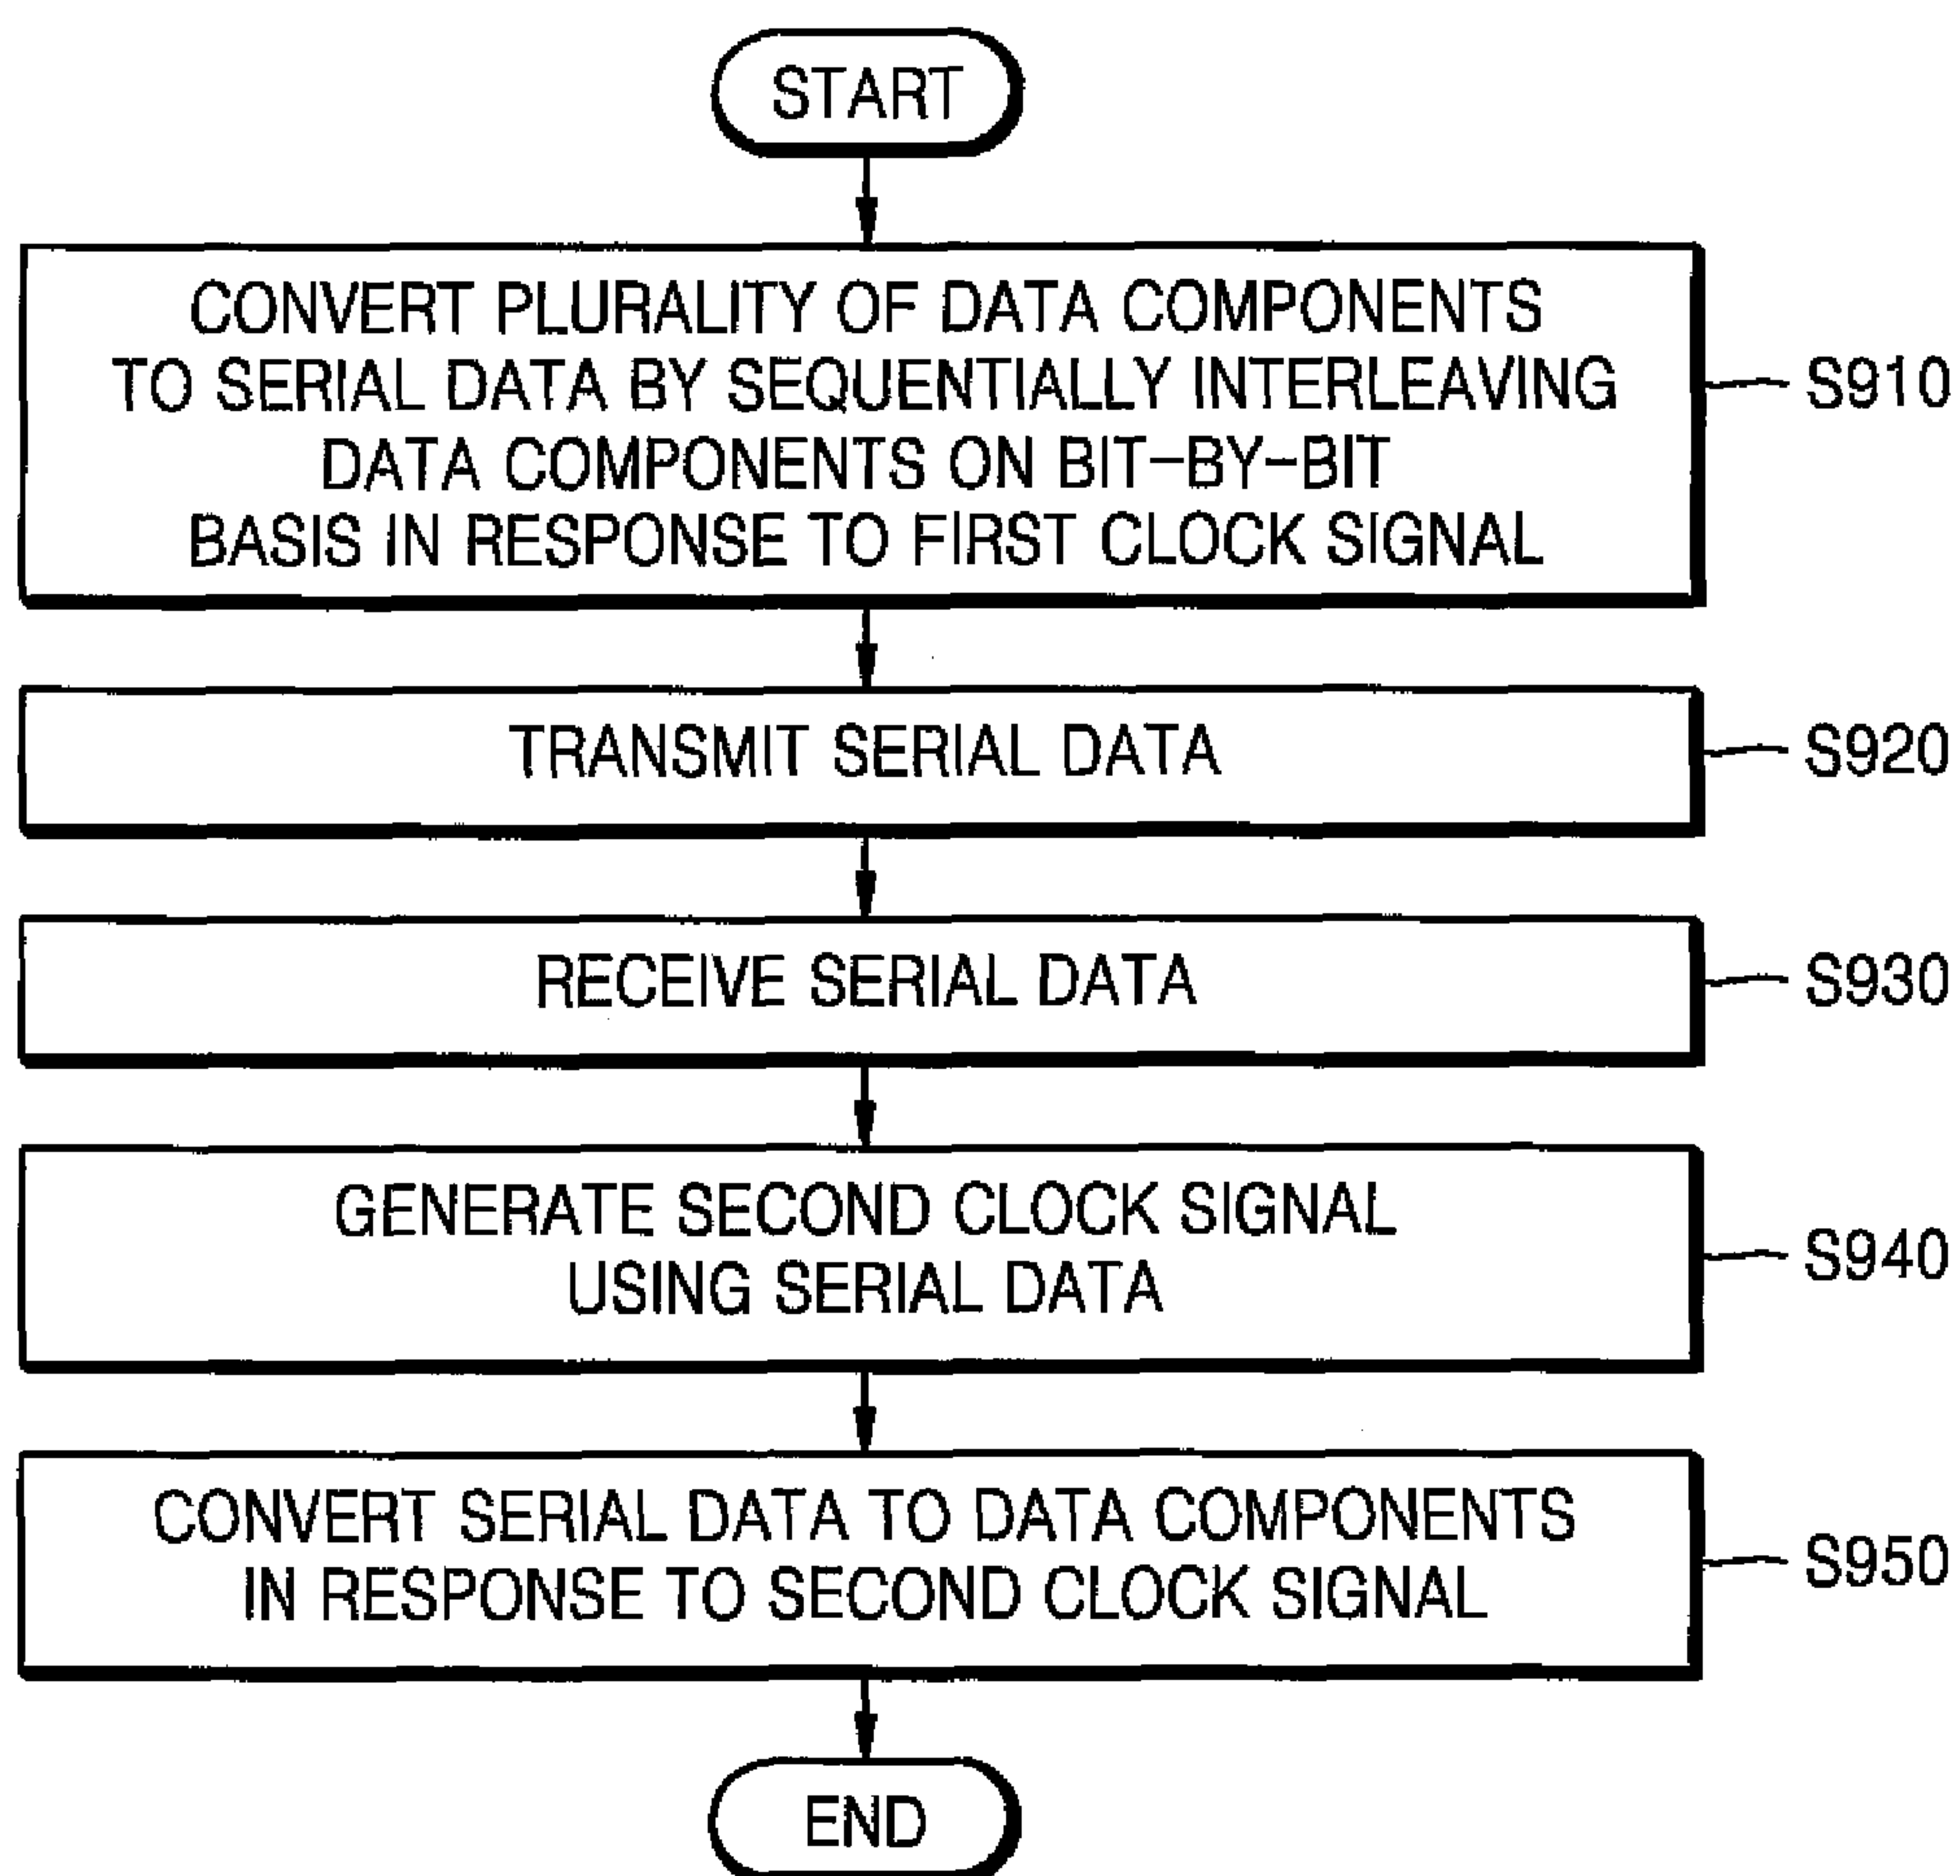 START
CONVERT PLURALITY OF DATA COMPONENTS
TO SERIAL DATA BY SEQUENTIALLY INTERLEAVING
DATA COMPONENTS ON BIT-BY-BIT
BASIS IN RESPONSE TO FIRST CLOCK SIGNAL
S910
TRANSMIT SERIAL DATA
S920
RECEIVE SERIAL DATA
S930
GENERATE SECOND CLOCK SIGNAL
USING SERIAL DATA
S940
CONVERT SERIAL DATA TO DATA COMPONENTS
IN RESPONSE TO SECOND CLOCK SIGNAL
S950
END